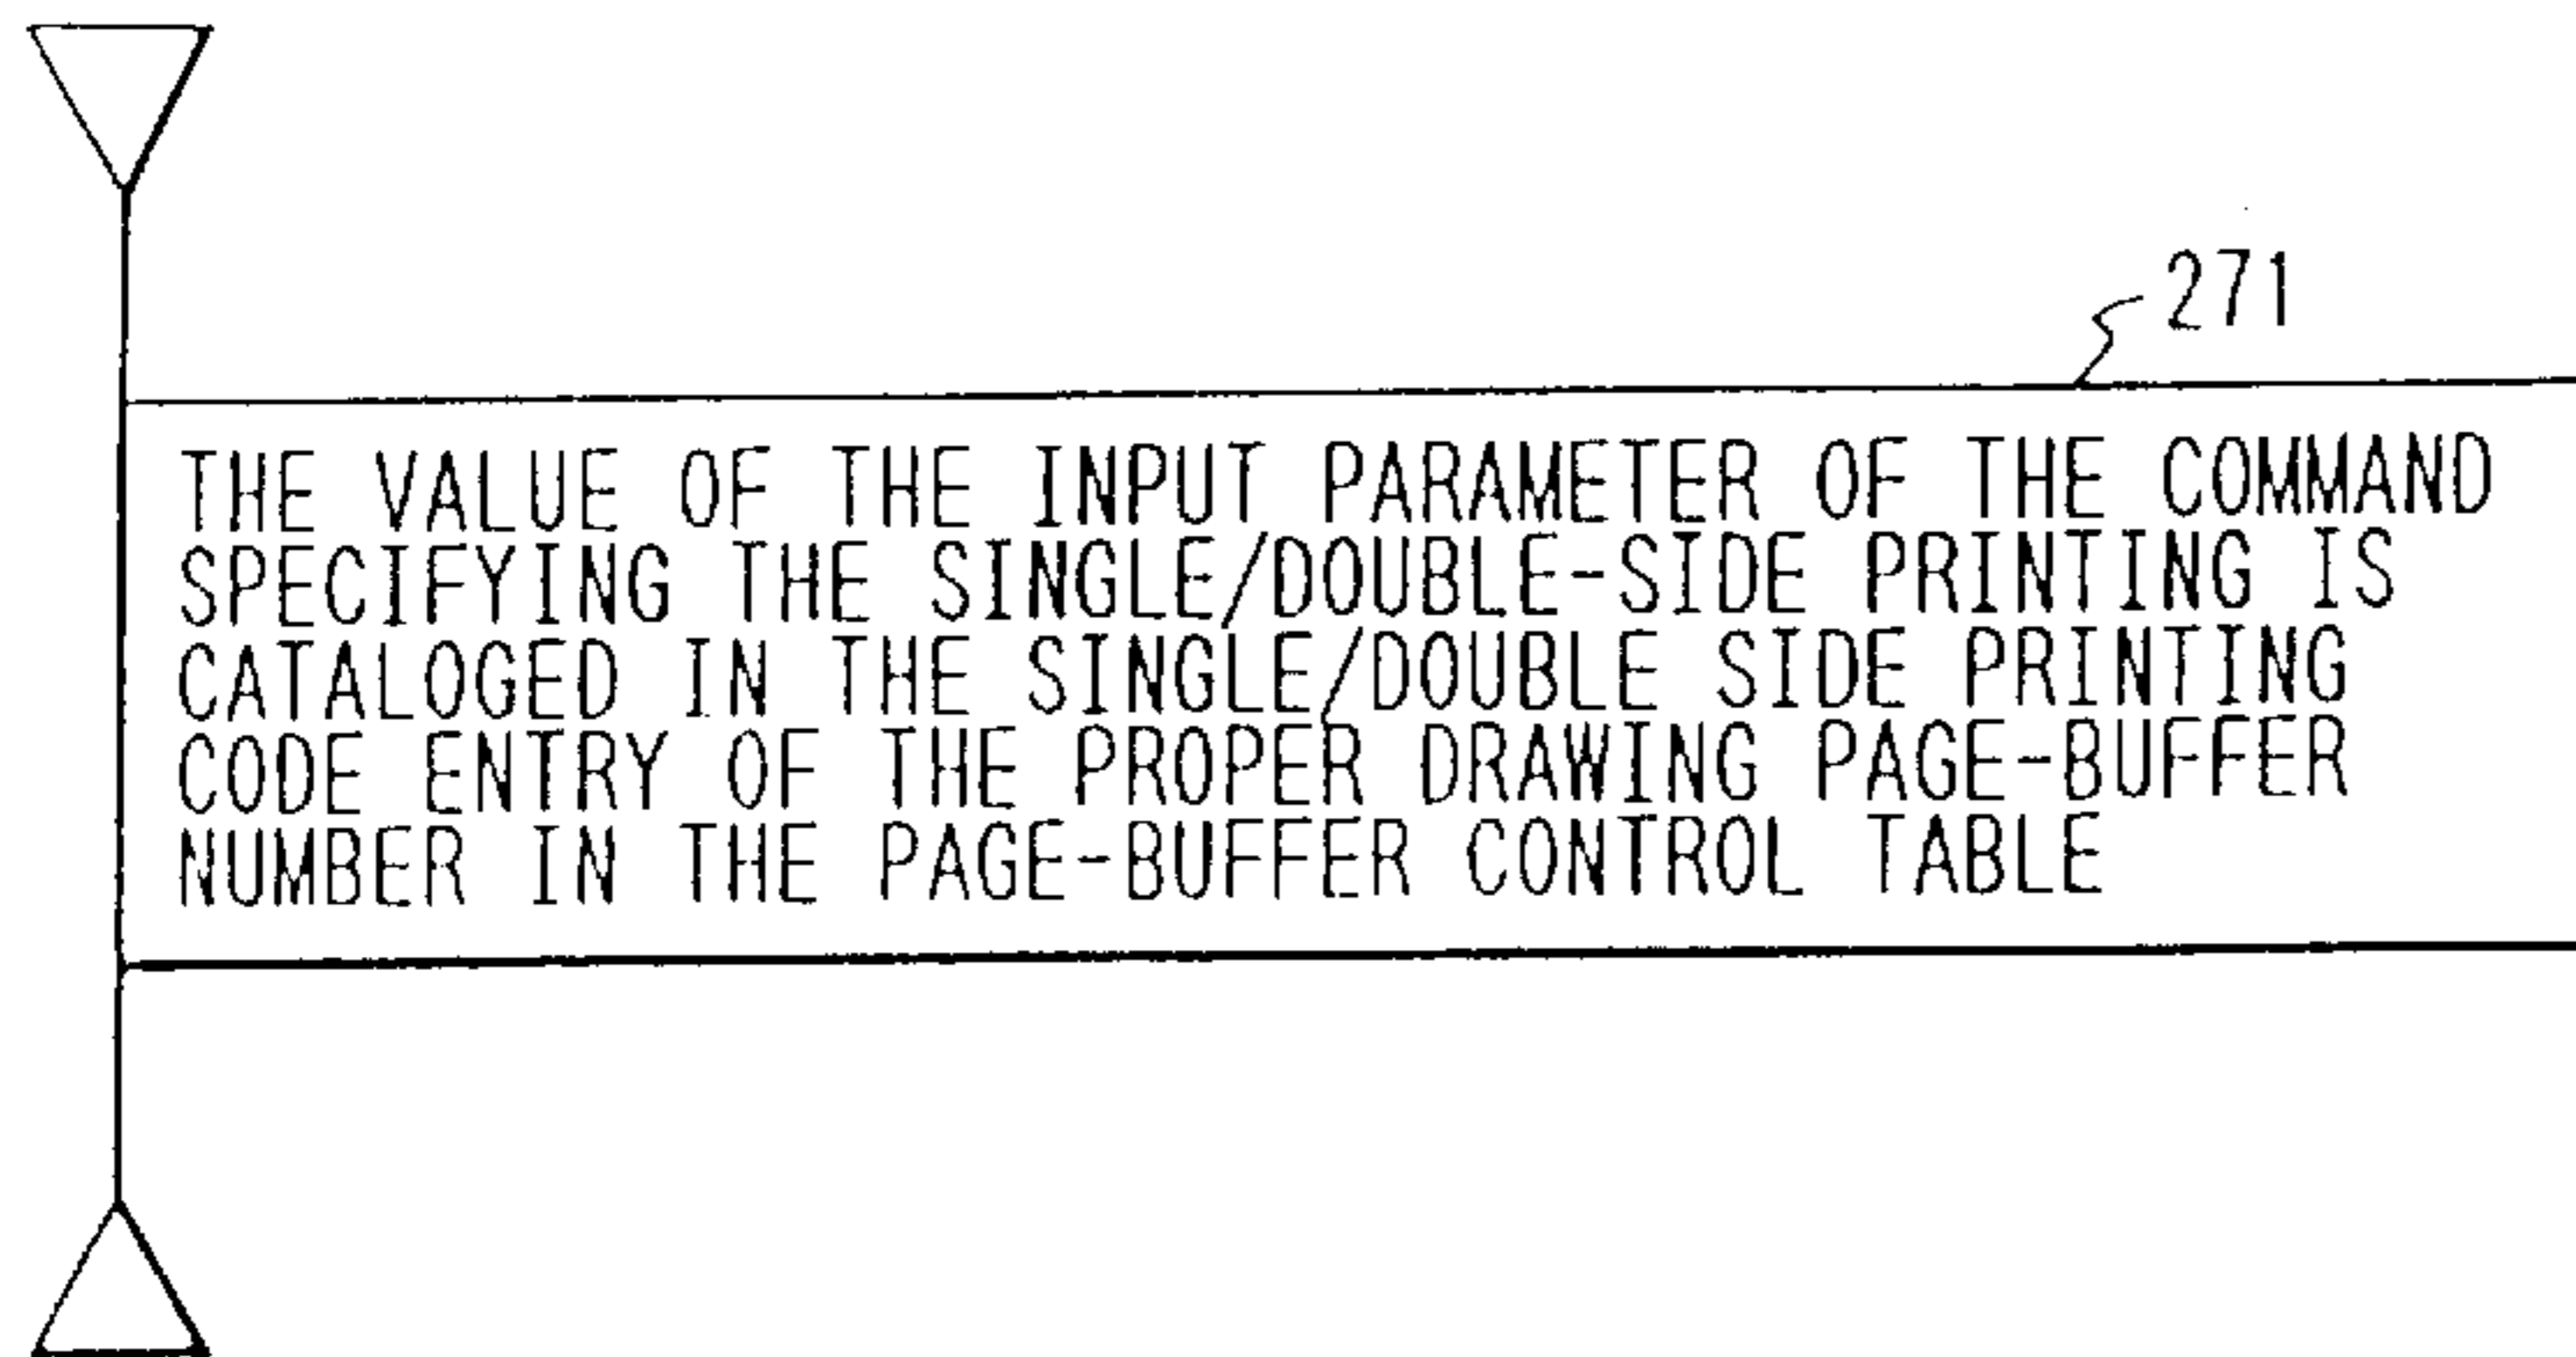 271
THE VALUE OF THE INPUT PARAMETER OF THE COMMAND
SPECIFYING THE SINGLE/DOUBLE-SIDE PRINTING IS
CATALOGED IN THE SINGLE/DOUBLE SIDE PRINTING
CODE ENTRY OF THE PROPER DRAWING PAGE-BUFFER
NUMBER IN THE PAGE-BUFFER CONTROL TABLE